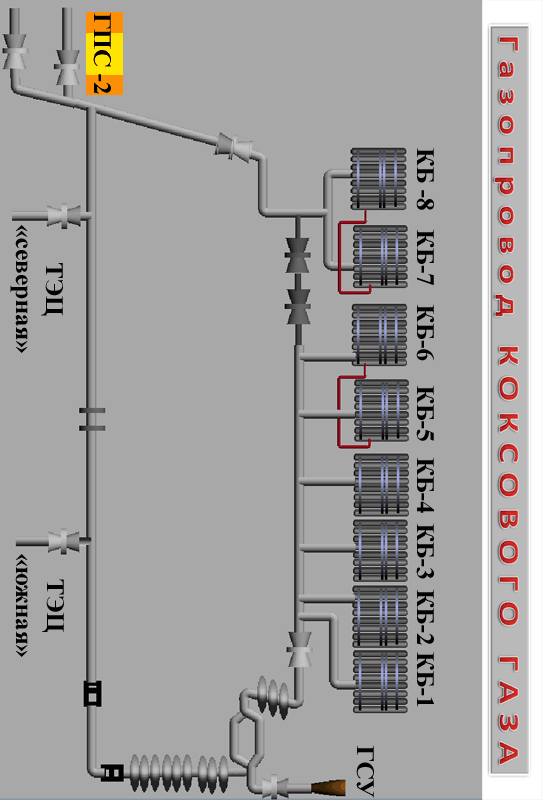 Газопровод КОКСОВОГО ГАЗА
КБ -8
КБ-7
КБ-6
КБ-5
КБ-4
КБ-3
КБ-2
КБ-1
ГПС -2
ТЭЦ
«северная»
ТЭЦ
«южная»
ГСУ